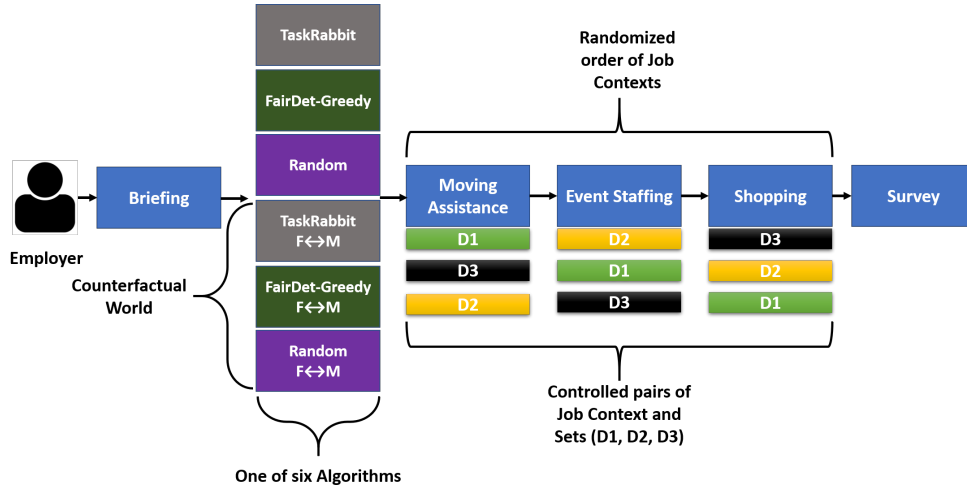 TaskRabbit
FairDet-Greedy
Random
TaskRabbit
F↔M
FairDet-Greedy
F↔M
Random
F↔M
Employer
Briefing
Counterfactual
World
One of six Algorithms
Randomized
order of Job
Contexts
Moving
Assistance
Event Staffing
Shopping
Survey
D1
D2
D3
D3
D1
D2
D2
D3
D1
Controlled pairs of
Job Context and
Sets (D1, D2, D3)